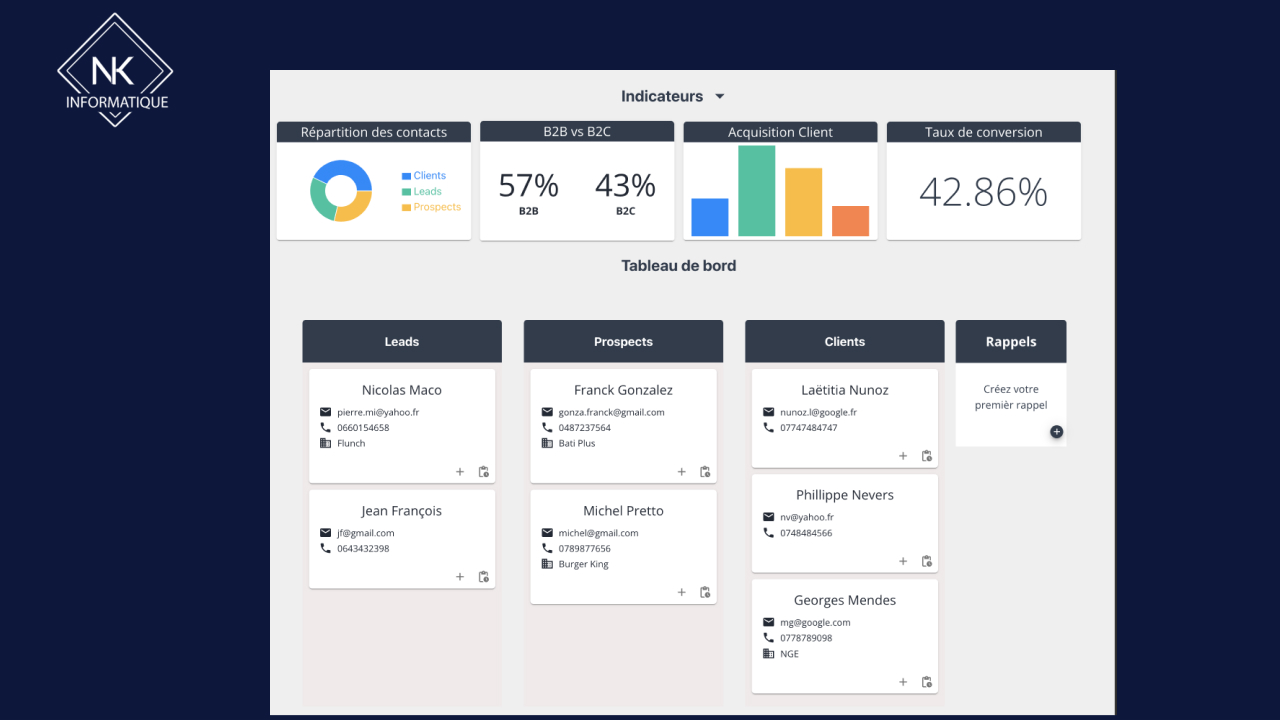 NK
INFORMATIQUE
Indicateurs
Répartition des contacts
Clients
Leads
Prospects
B2B vs B2C
57%
B2B
43%
B2C
Acquisition Client
Taux de conversion
42.86%
Tableau de bord
Leads
Nicolas Maco
pierre.mi@yahoo.fr
0660154658
Flunch
Jean François
jf@gmail.com
0643432398
Prospects
Franck Gonzalez
gonza.franck@gmail.com
0487237564
Bati Plus
Michel Pretto
michel@gmail.com
0789877656
Burger King
Clients
Laëtitia Nunoz
nunoz.l@google.fr
07747484747
Phillippe Nevers
nv@yahoo.fr
0748484566
Georges Mendes
mg@google.com
0778789098
NGE
Rappels
Créez votre
premièr rappel